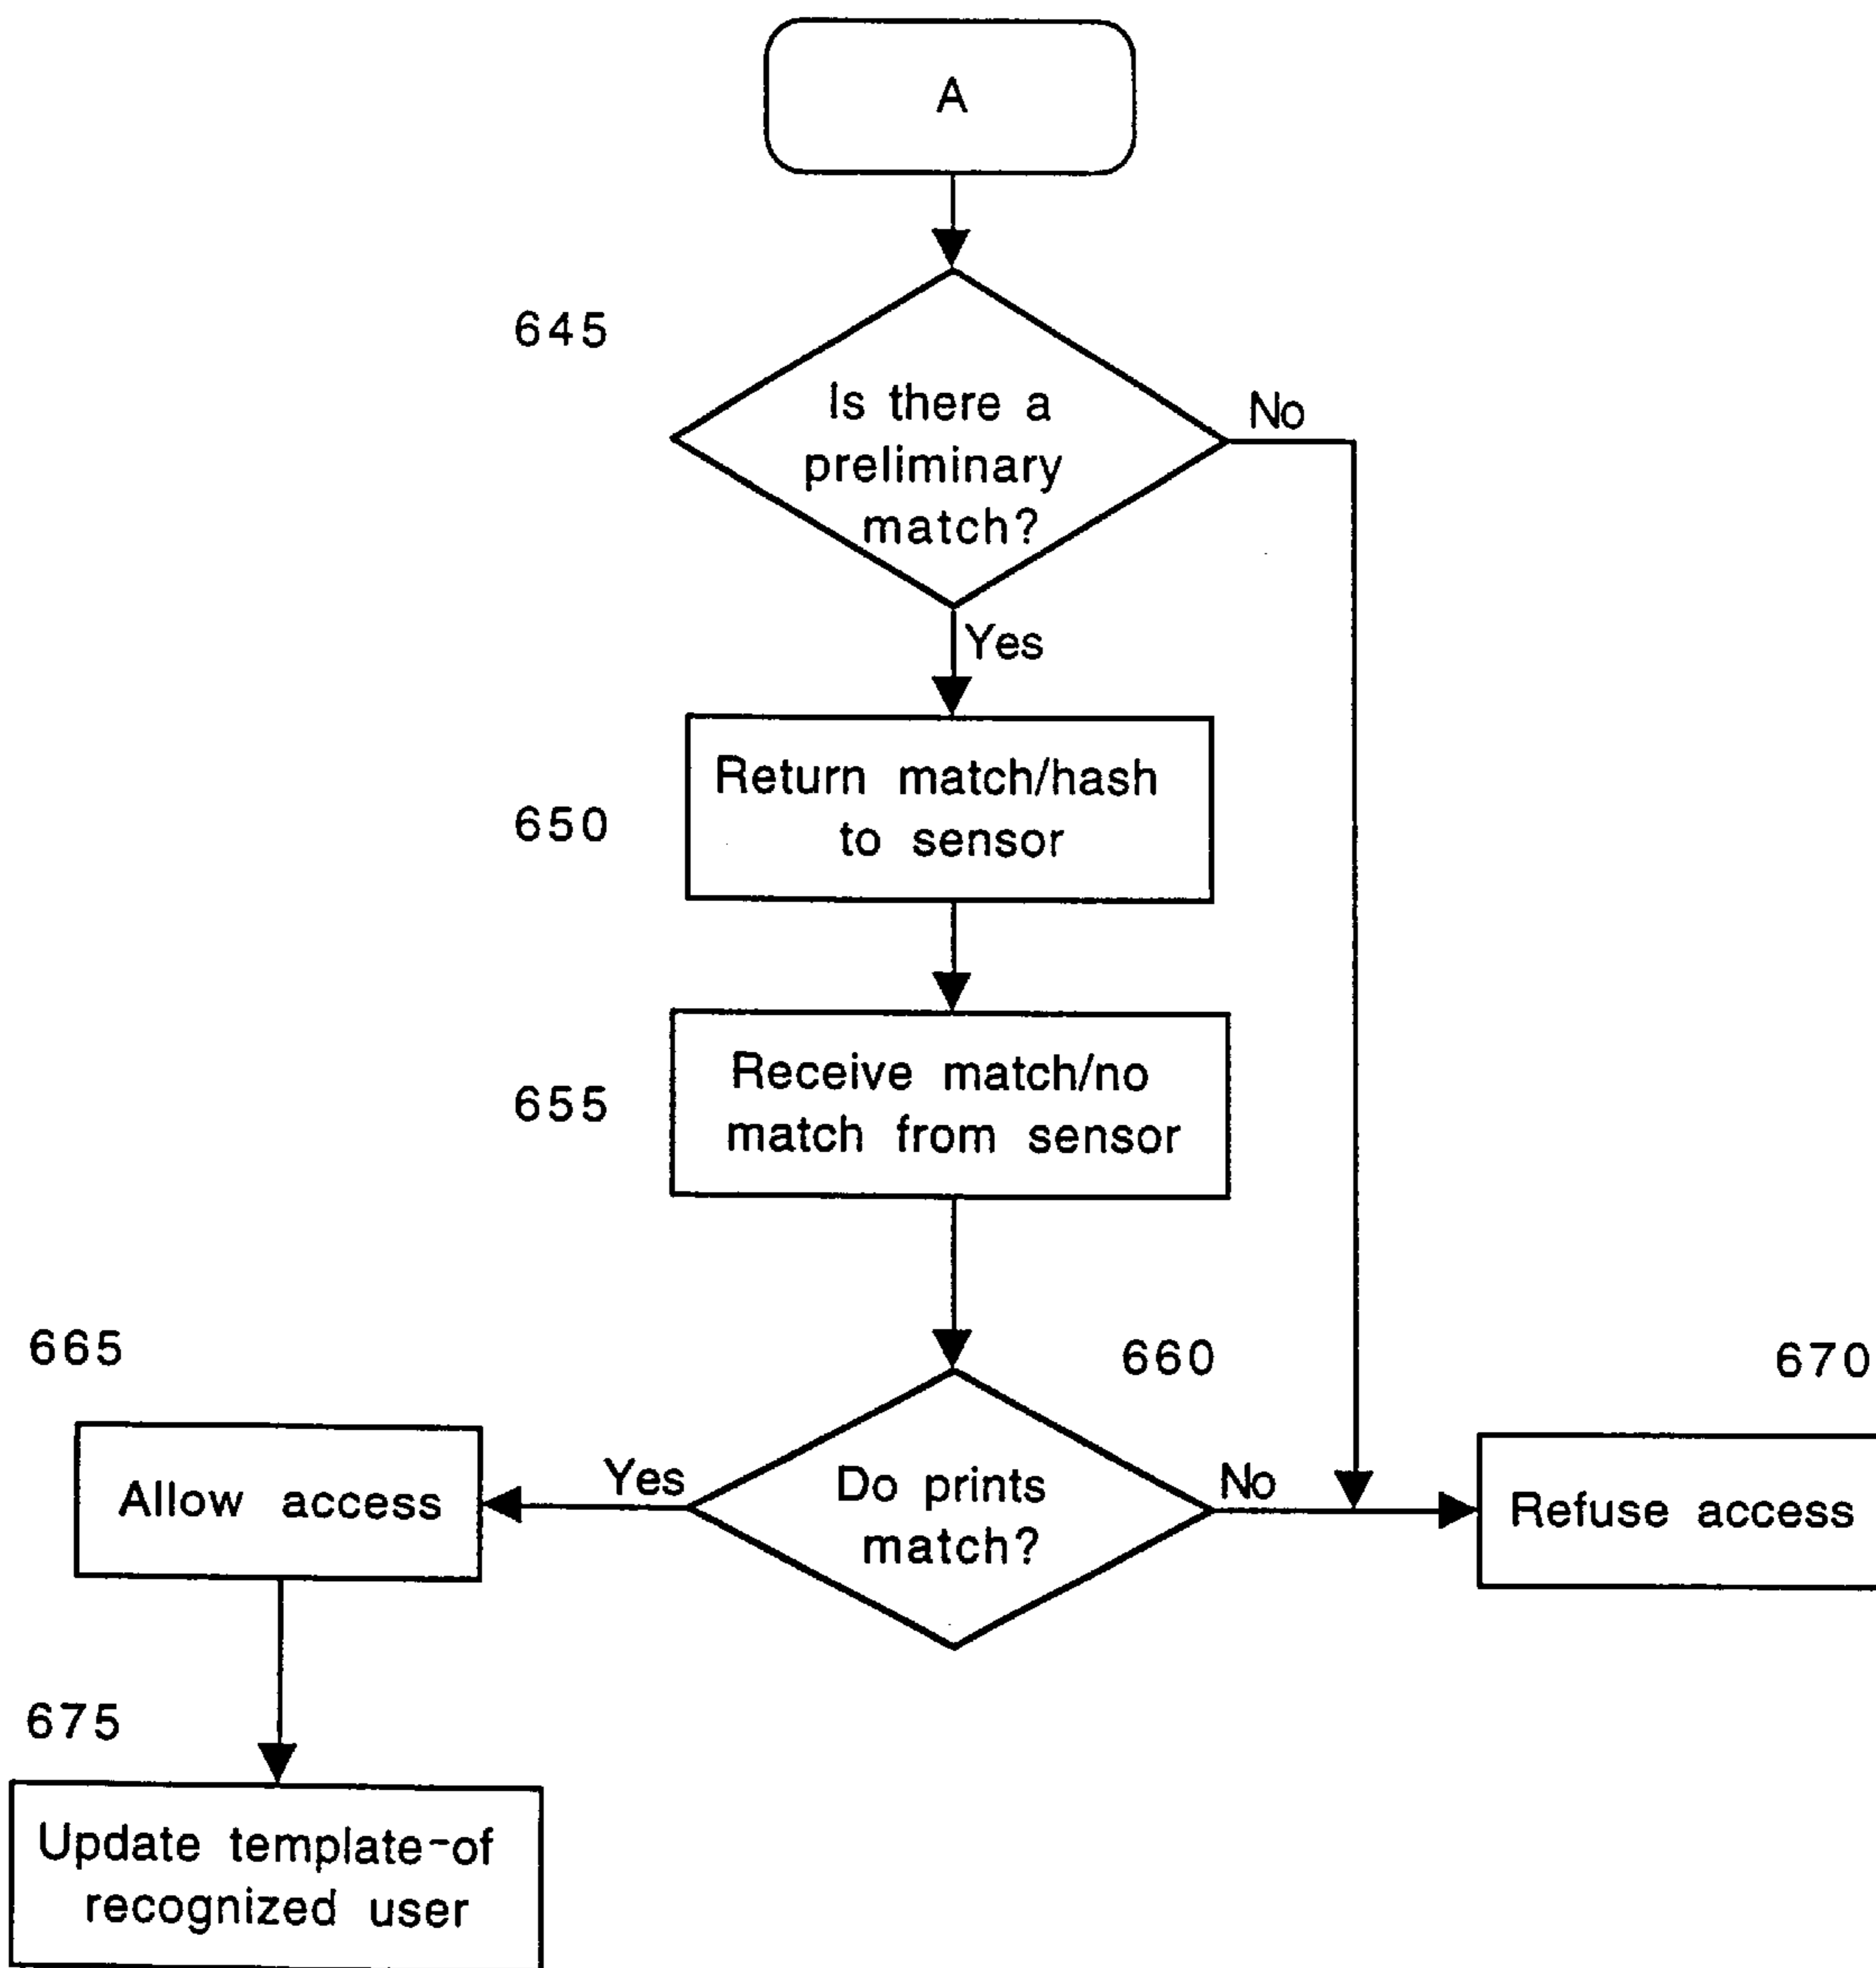 A
645
Is there a
preliminary
match?
No
Yes
650
Return match/hash
to sensor
655
Receive match/no
match from sensor
665
660
670
Allow access
Yes
Do prints
match?
No
Refuse access
675
Update template-of
recognized user